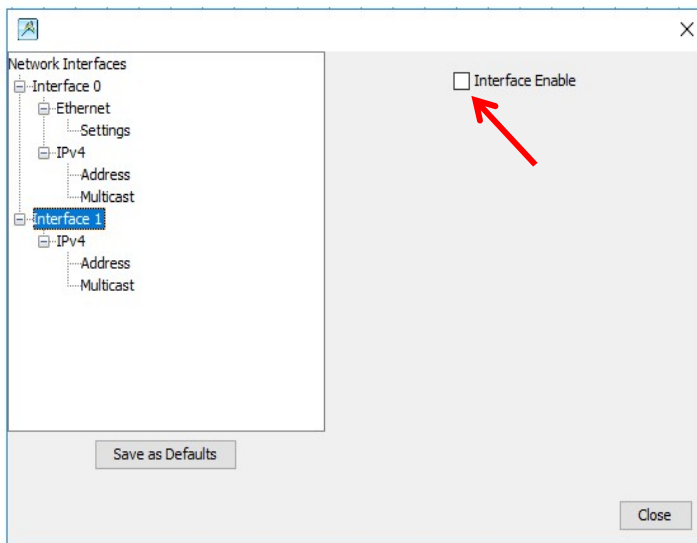 Network Interfaces
Interface 0
Ethernet
Settings
IPv4
Address
Multicast
Interface 1
IPv4
Address
Multicast
Interface Enable
Save as Defaults
Close